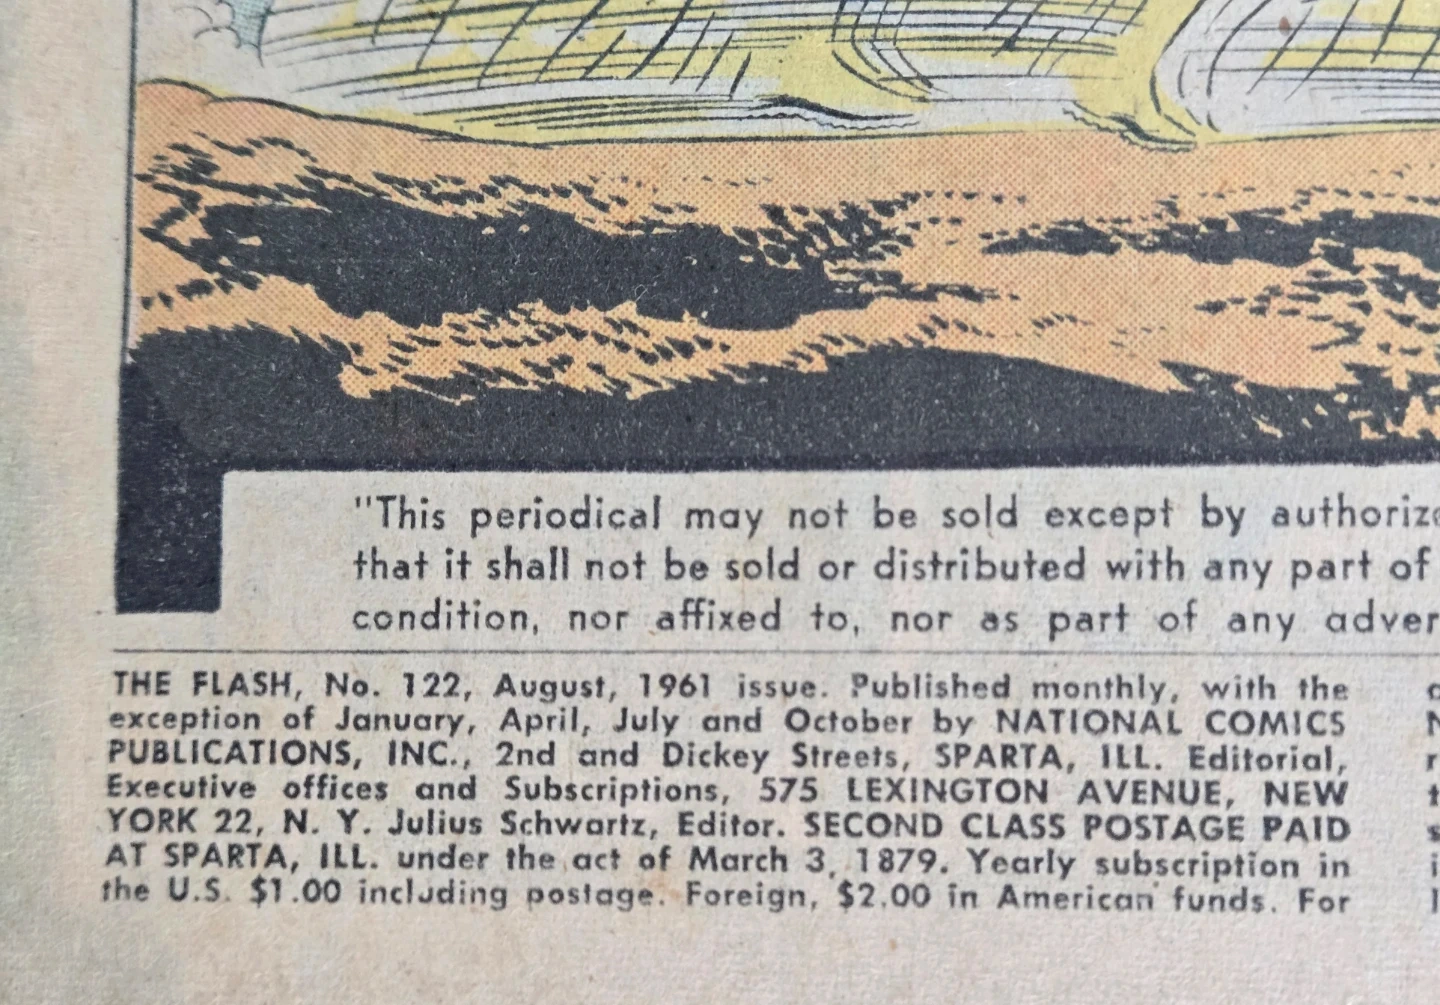 "This periodical may not be sold except by
that it shall not be sold or distributed with any part of
condition, nor affixed to, nor as part of any
THE FLASH, No. 122, August, 1961 issue. Published monthly, with the
exception of January, April, July and October by NATIONAL COMICS
PUBLICATIONS, INC., 2nd and Dickey Streets, SPARTA, ILL. Editorial,
Executive offices and Subscriptions, 575 LEXINGTON AVENUE, NEW
YORK 22, N. Y. Julius Schwartz, Editor. SECOND CLASS POSTAGE PAID
AT SPARTA, ILL. under the act of March 3, 1879. Yearly subscription in
the U.S. $1.00 including postage. Foreign, $2.00 in American funds. For